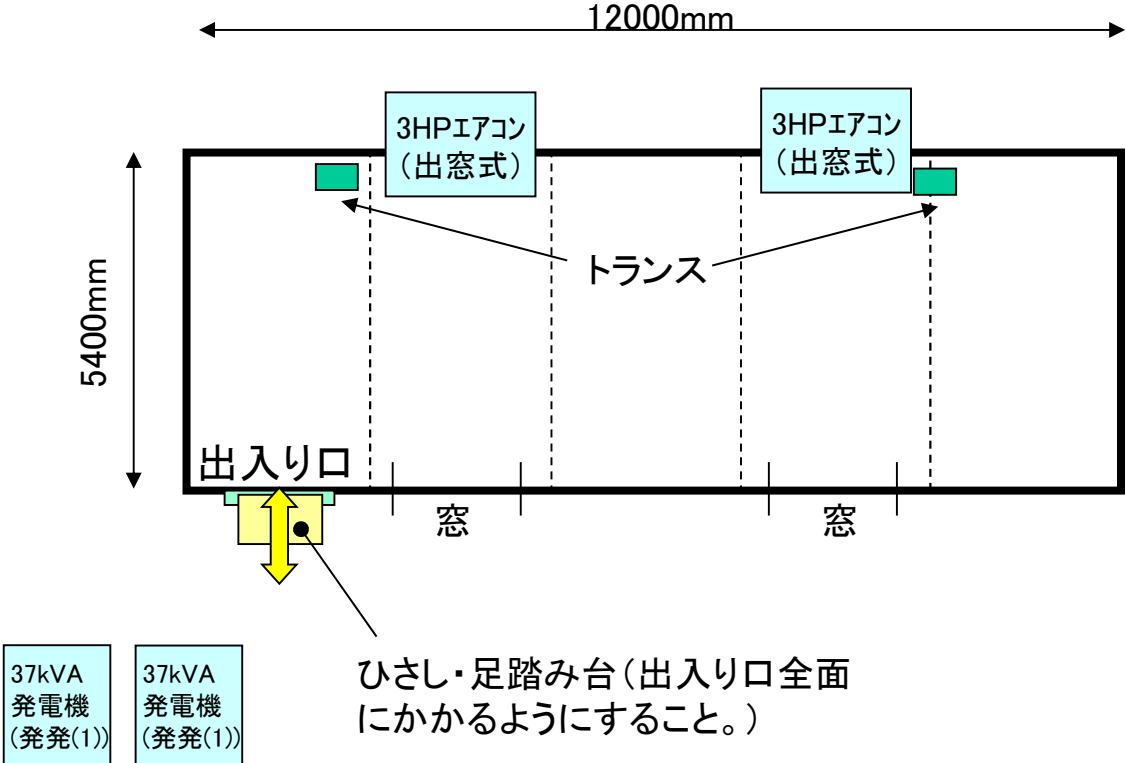 12000mm
3HPエアコン
（出窓式）
3HPエアコン
（出窓式）
トランス
5400mm
出入り口
窓
窓
ひさし・足踏み台（出入り口全面
にかかるようにすること。）
37kVA
発電機
(発発(1))
37kVA
発電機
(発発(1))